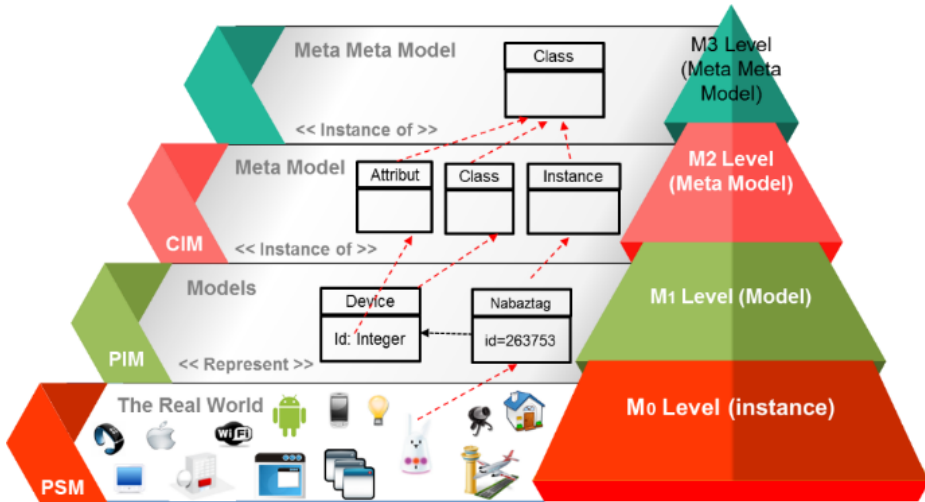 Meta Meta Model
Class
<< Instance of >>
M3 Level
(Meta Meta
Model)
Meta Model
Attribut
Class
Instance
<< Instance of >>
CIM
M2 Level
(Meta Model)
Models
Device
Id: Integer
Nabaztag
id=263753
<< Represent >>
PIM
M1 Level (Model)
The Real World
WiFi
PSM
M0 Level (instance)